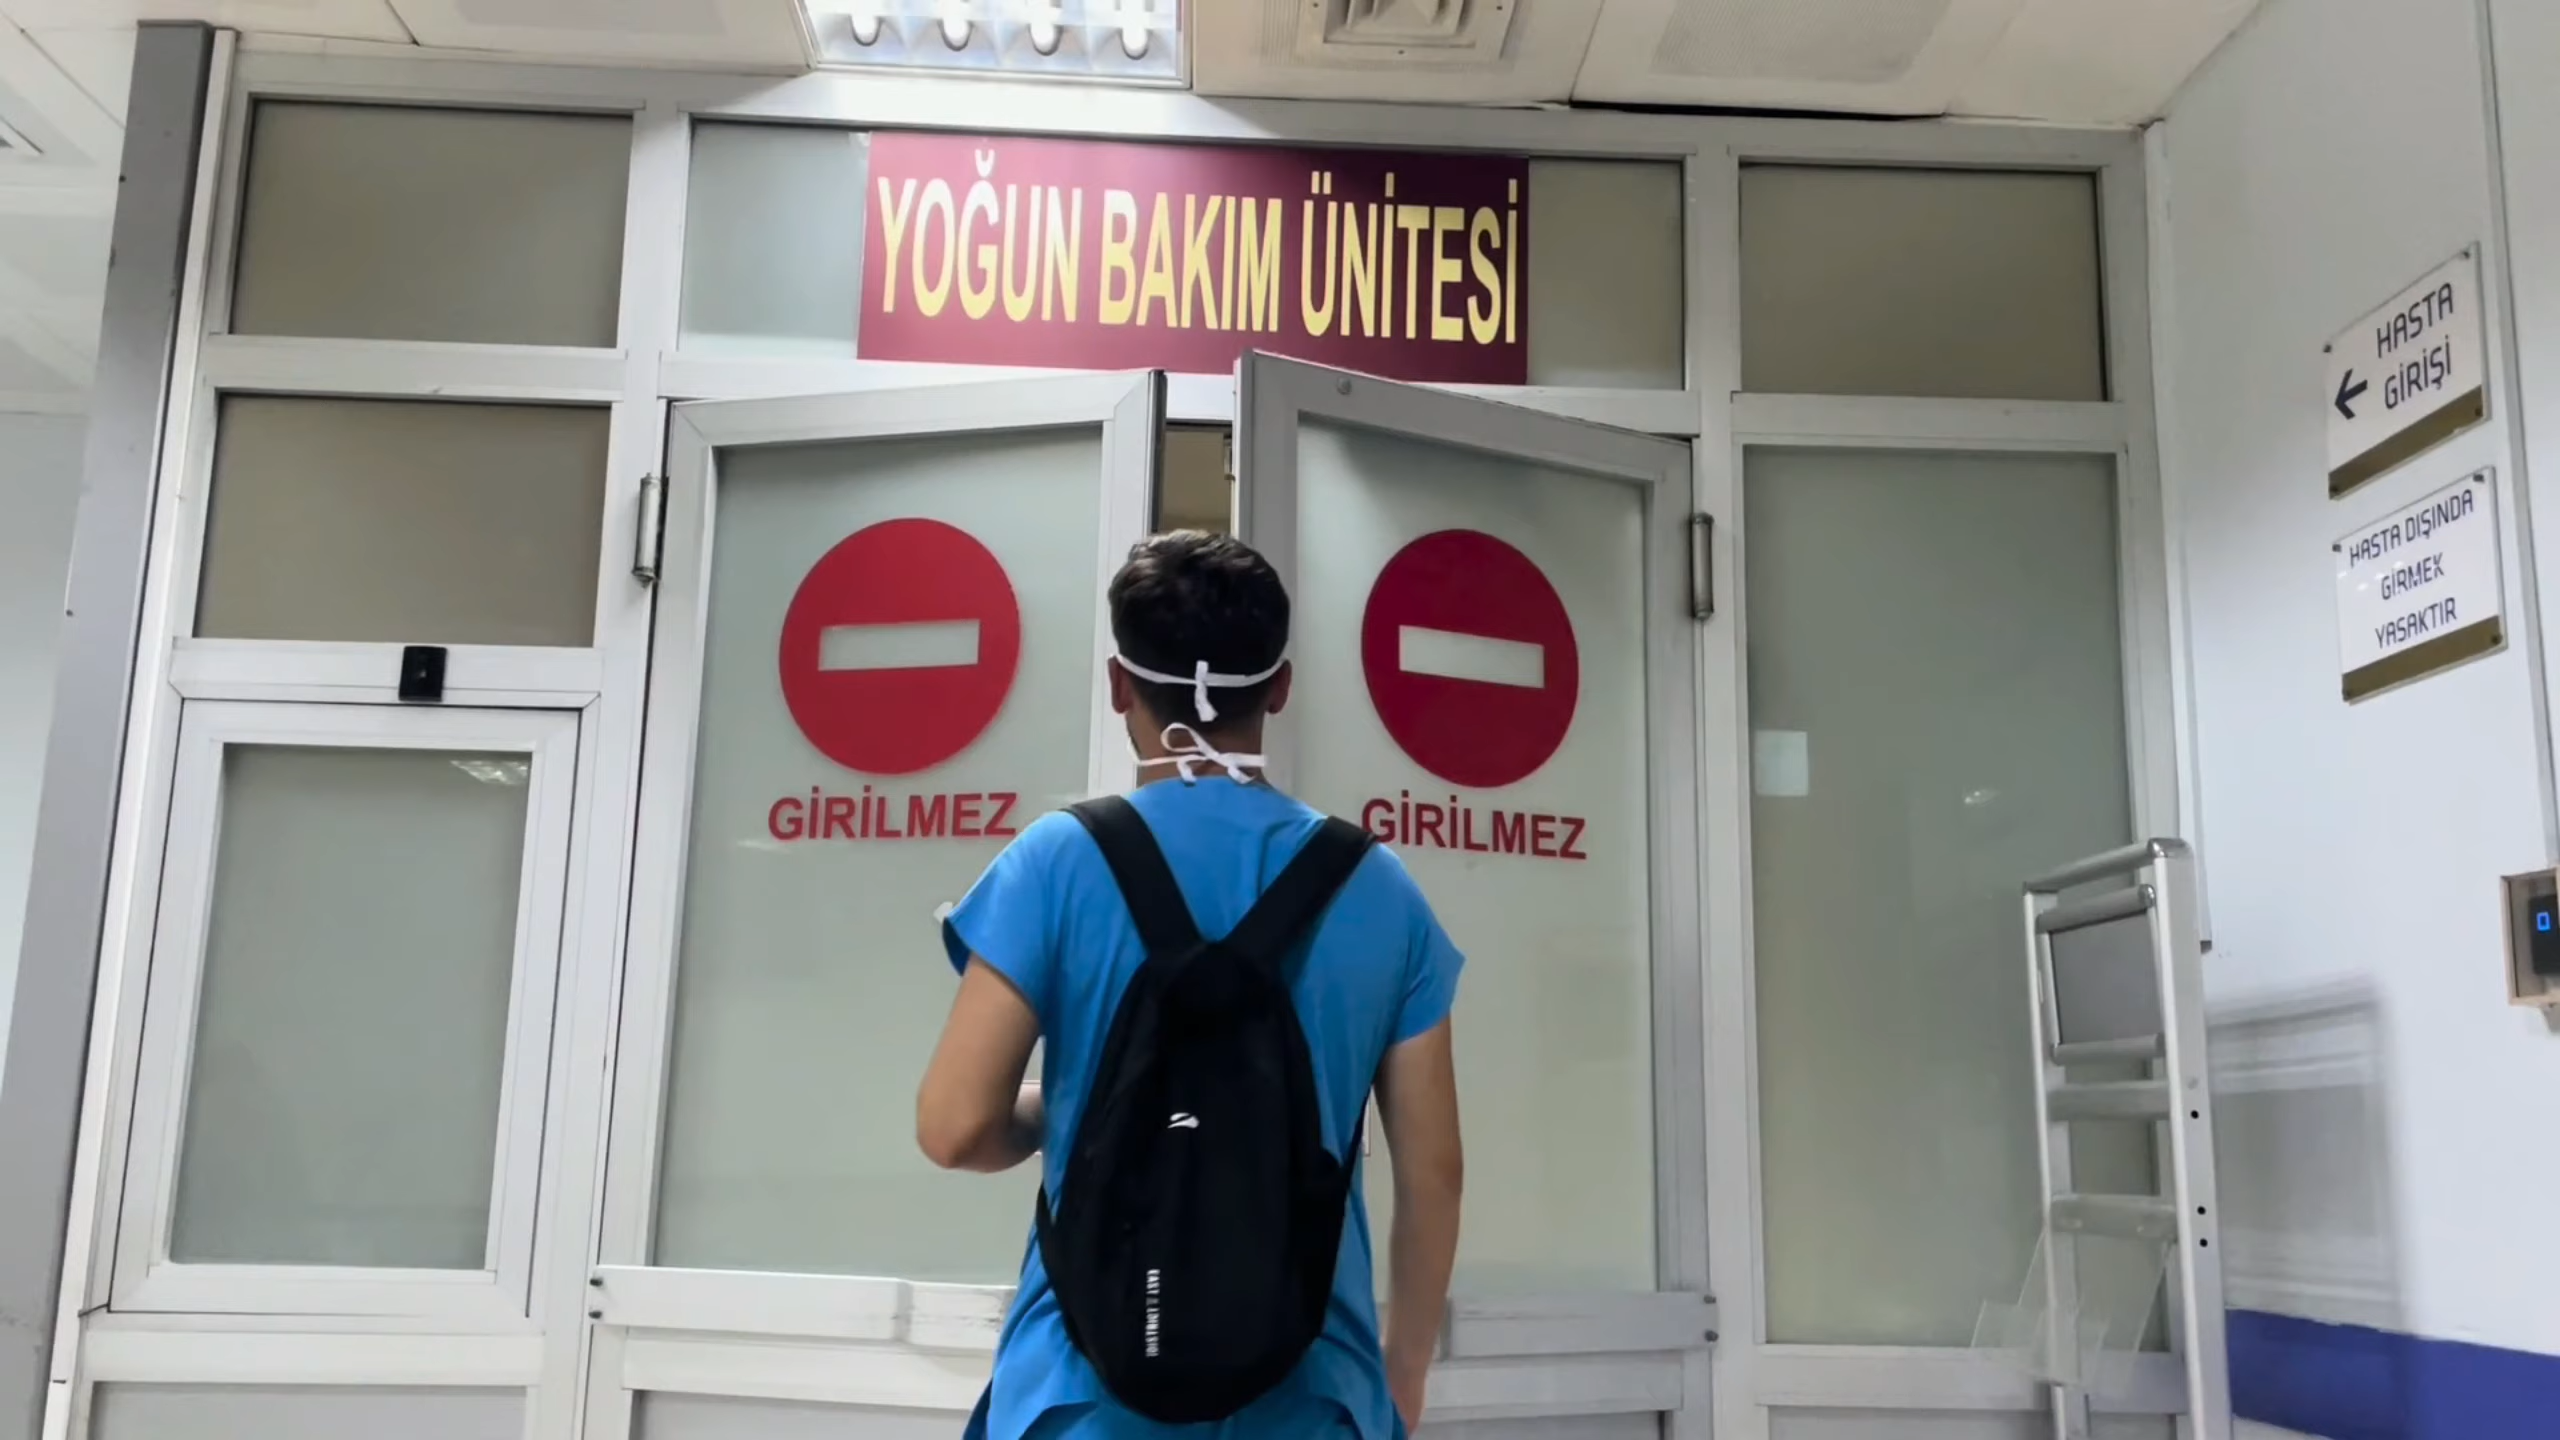 YOĞUN BAKIM ÜNİTESİ
HASTA
GİRİŞİ
HASTA DIŞINDA
GİRMEK
YASAKTIR
GİRİLMEZ
GİRİLMEZ
0